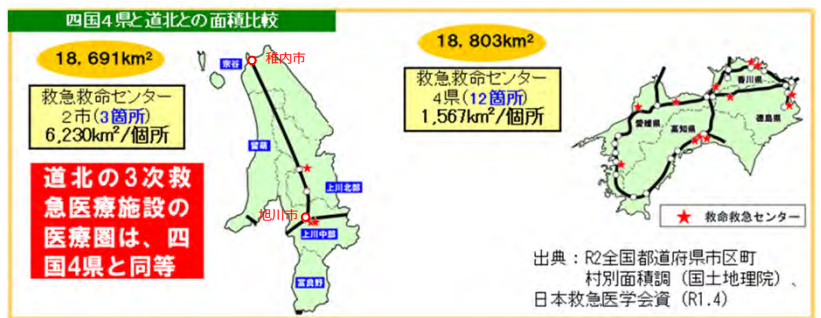 四国4県と道北との面積比較
18.691km²
救急救命センター
2市(3箇所)
6,230km²/個所
道北の3次救
急医療施設の
医療圏は、四
国4県と同等
宗谷
稚内市
留萌
上川北部
旭川市
上川中部
富良野
18.803km²
救急救命センター
4県(12箇所)
1,567km²/箇所
香川県
徳島県
愛媛県
高知県
救命救急センター
出典：R2全国都道府県市区町
村別面積調（国土地理院）、
日本救急医学会資（R1.4）